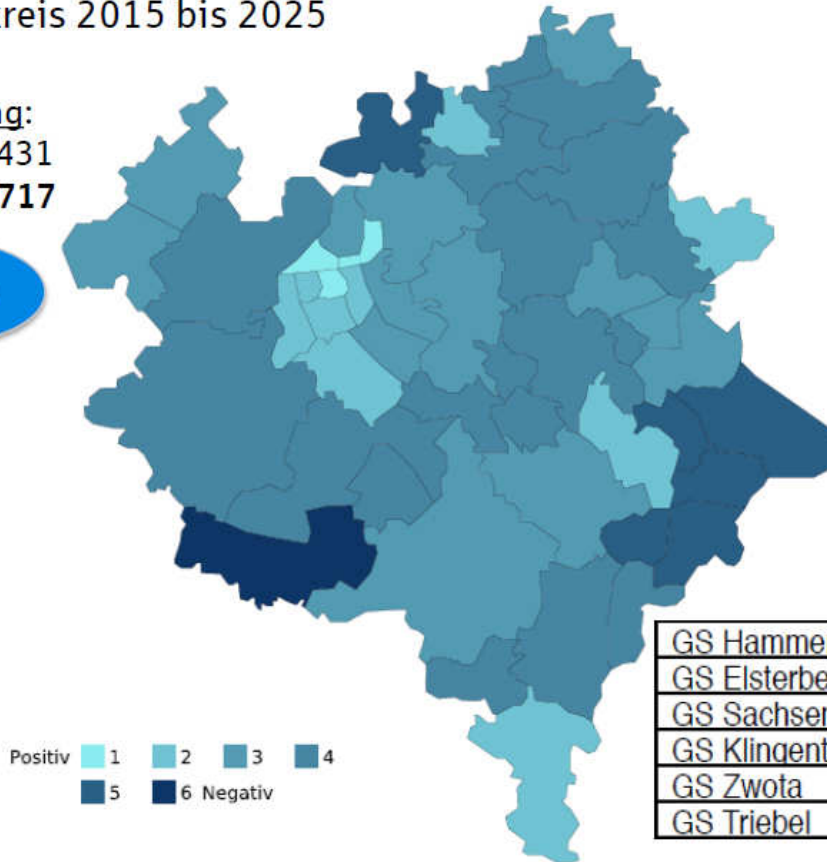 reis 2015 bis 2025
g:
431
717
Positiv 1 2 3 4
5 6 Negativ
GS Hamme
GS Elsterbe
GS Sachsen
GS Klingent
GS Zwota
GS Triebel